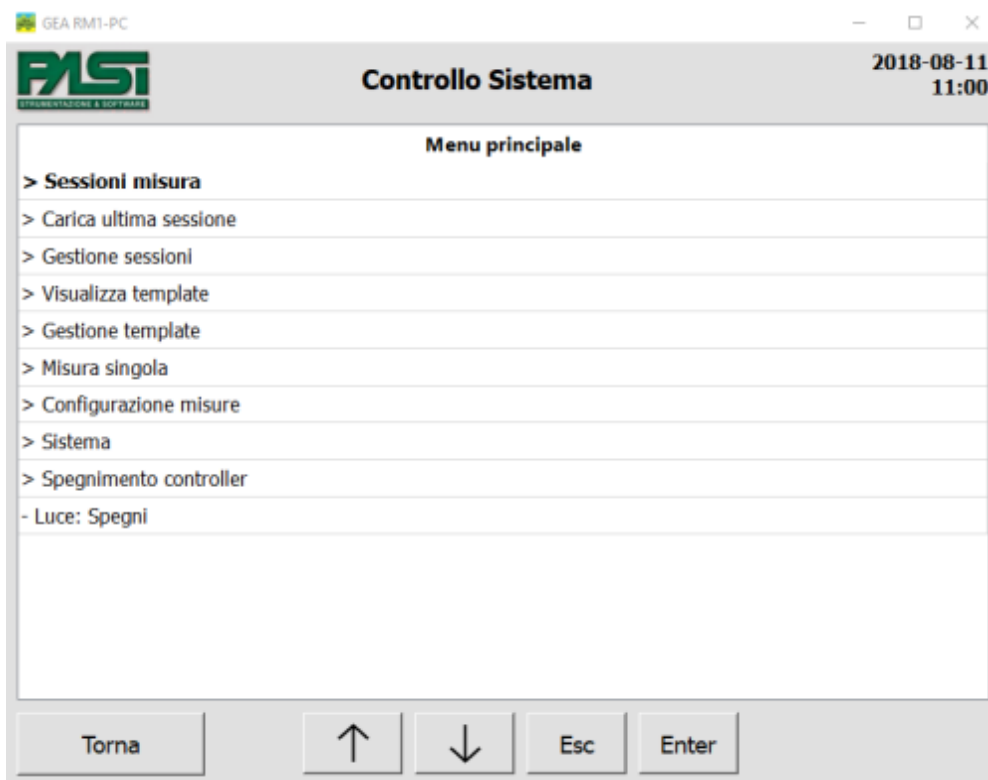 GEA RM1-PC
PASI
STRUMENTAZIONE & SOFTWARE
Controllo Sistema
2018-08-11
11:00
Menu principale
> Sessioni misura
> Carica ultima sessione
> Gestione sessioni
> Visualizza template
> Gestione template
> Misura singola
> Configurazione misure
> Sistema
> Spegnimento controller
- Luce: Spegni
Torna
↑
↓
Esc
Enter